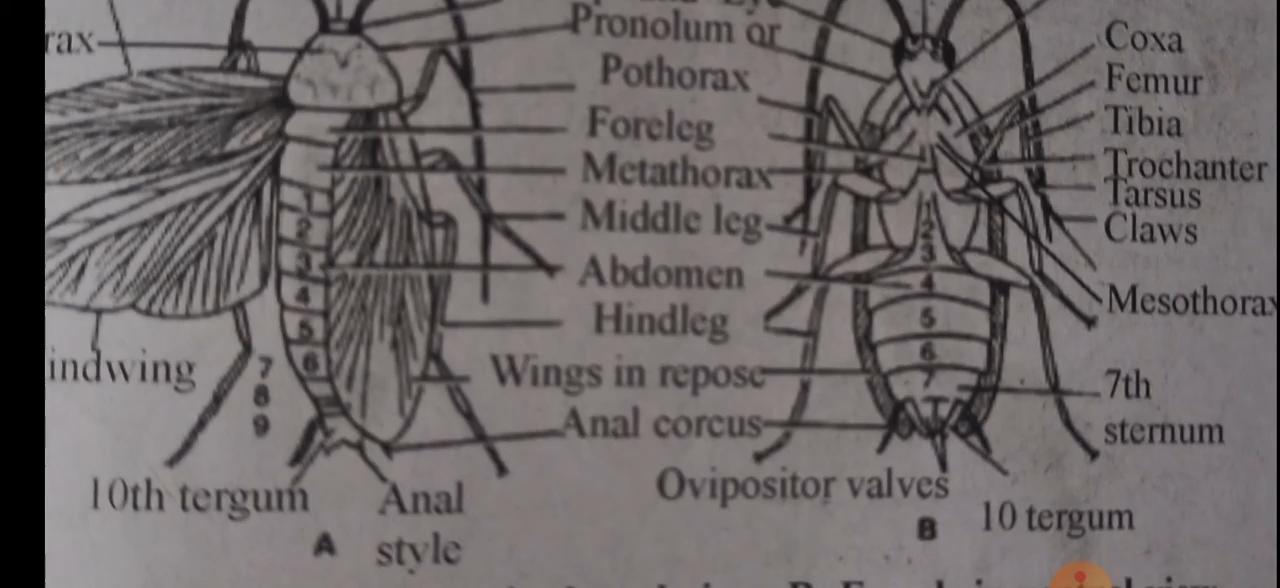 rax
Pronolum or
Pothorax
Foreleg
Metathorax
Middle leg
Abdomen
Hindleg
Wings in repose
Anal corcus
indwing
1
2
3
4
5
6
7
8
9
10th tergum
Anal
style
A
Coxa
Femur
Tibia
Trochanter
Tarsus
Claws
Mesothorax
7th
sternum
1
2
3
4
5
6
7
Ovipositor valves
10 tergum
B